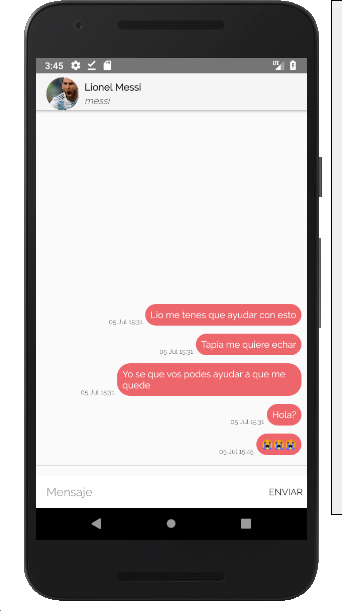 3:45
LTE
Lionel Messi
messi
Lio me tenes que ayudar con esto
05 Jul 15:31
Tapia me quiere echar
05 Jul 15:31
Yo se que vos podes ayudar a que me
quede
05 Jul 15:31
Hola?
05 Jul 15:31
😭😭😭
05 Jul 15:45
Mensaje
ENVIAR